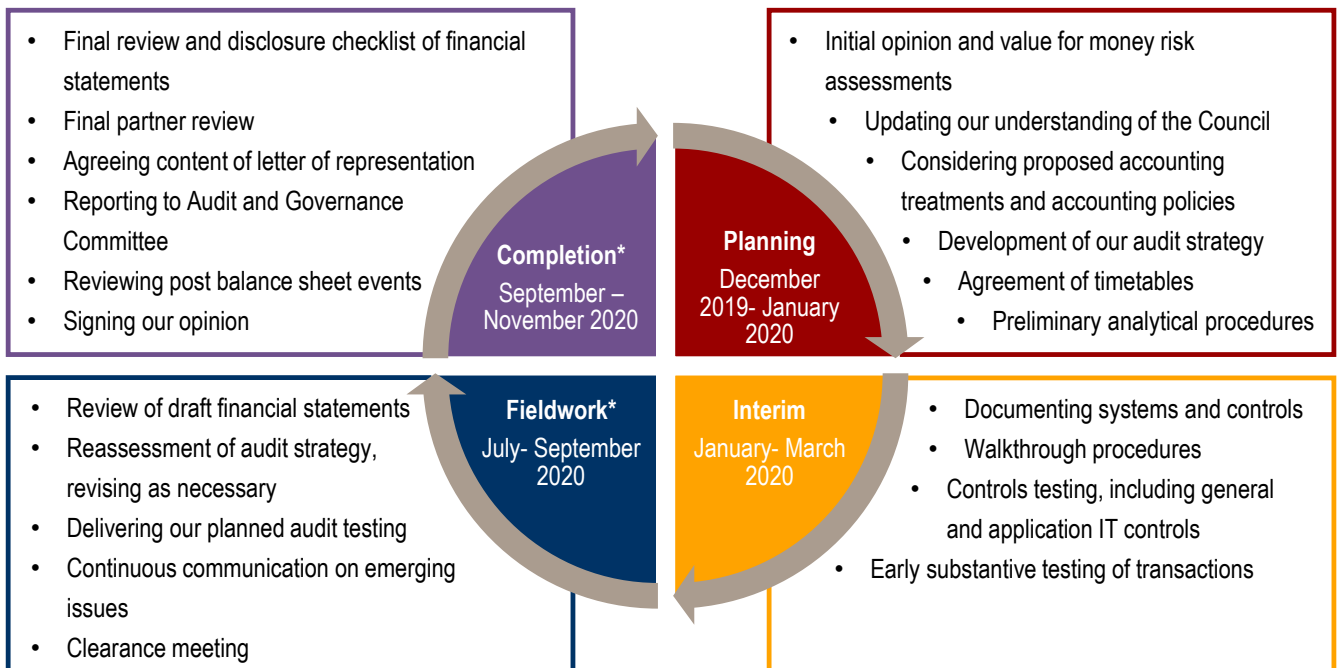 • Final review and disclosure checklist of financial
statements
• Final partner review
• Agreeing content of letter of representation
• Reporting to Audit and Governance
Committee
• Reviewing post balance sheet events
• Signing our opinion
Completion*
September –
November 2020
Planning
December
2019- January
2020
• Initial opinion and value for money risk
assessments
• Updating our understanding of the Council
• Considering proposed accounting
treatments and accounting policies
• Development of our audit strategy
• Agreement of timetables
• Preliminary analytical procedures
• Review of draft financial statements
• Reassessment of audit strategy,
revising as necessary
• Delivering our planned audit testing
• Continuous communication on emerging
issues
• Clearance meeting
Fieldwork*
July- September
2020
Interim
January- March
2020
• Documenting systems and controls
• Walkthrough procedures
• Controls testing, including general
and application IT controls
• Early substantive testing of transactions